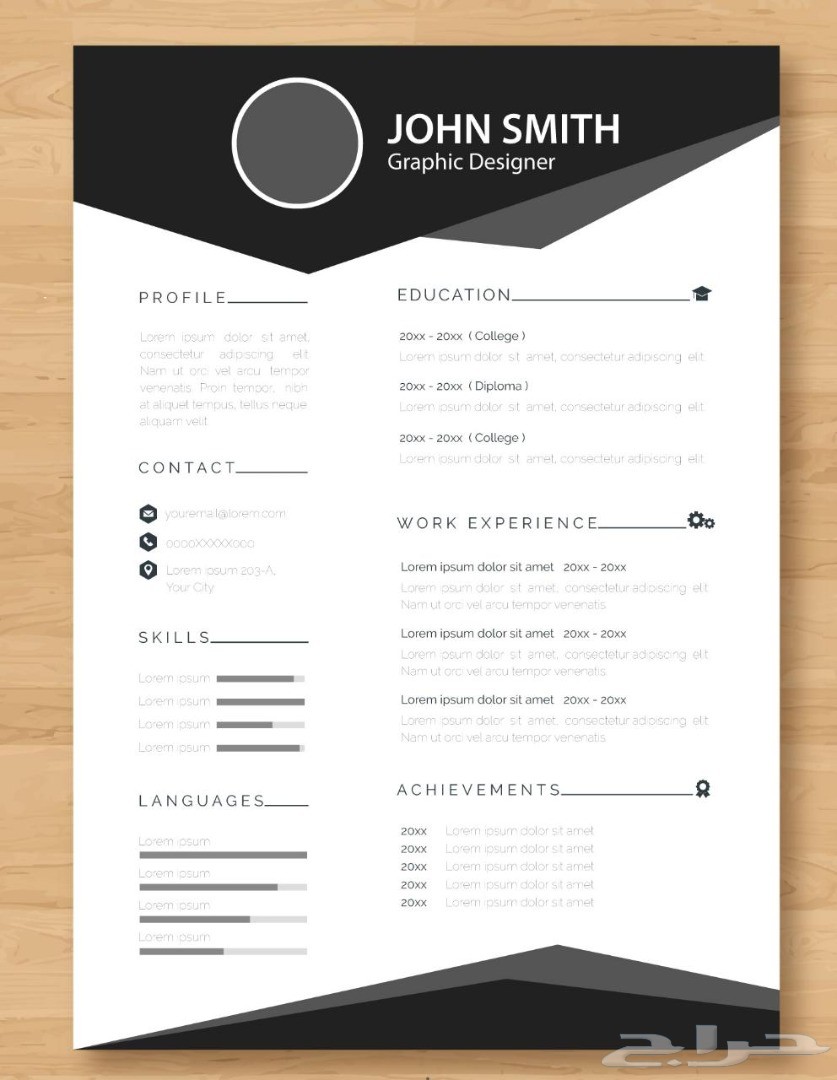 JOHN SMITH
Graphic Designer
PROFILE
Lorem ipsum dolor sit amet,
consectetur adipiscing elit.
Nam ut orci vel arcu tempor
venenatis. Proin tempor, nibh
at aliquet tempus, tellus neque
aliquam velit
CONTACT
youremail@lorem.com
0000XXXXX000
Lorem ipsum 203-A,
Your City
SKILLS
Lorem ipsum
Lorem ipsum
Lorem ipsum
Lorem ipsum
LANGUAGES
Lorem ipsum
Lorem ipsum
Lorem ipsum
Lorem ipsum
EDUCATION
20xx - 20xx ( College )
Lorem ipsum dolor sit amet, consectetur adipiscing elit.
20xx - 20xx ( Diploma )
Lorem ipsum dolor sit amet, consectetur adipiscing elit.
20xx - 20xx ( College )
Lorem ipsum dolor sit amet, consectetur adipiscing elit.
WORK EXPERIENCE
Lorem ipsum dolor sit amet 20xx - 20xx
Lorem ipsum dolor sit amet, consectetur adipiscing elit.
Nam ut orci vel arcu tempor venenatis.
Lorem ipsum dolor sit amet 20xx - 20xx
Lorem ipsum dolor sit amet, consectetur adipiscing elit.
Nam ut orci vel arcu tempor venenatis.
Lorem ipsum dolor sit amet 20xx - 20xx
Lorem ipsum dolor sit amet, consectetur adipiscing elit.
Nam ut orci vel arcu tempor venenatis.
ACHIEVEMENTS
20xx Lorem ipsum dolor sit amet
20xx Lorem ipsum dolor sit amet
20xx Lorem ipsum dolor sit amet
20xx Lorem ipsum dolor sit amet
20xx Lorem ipsum dolor sit amet
حراج